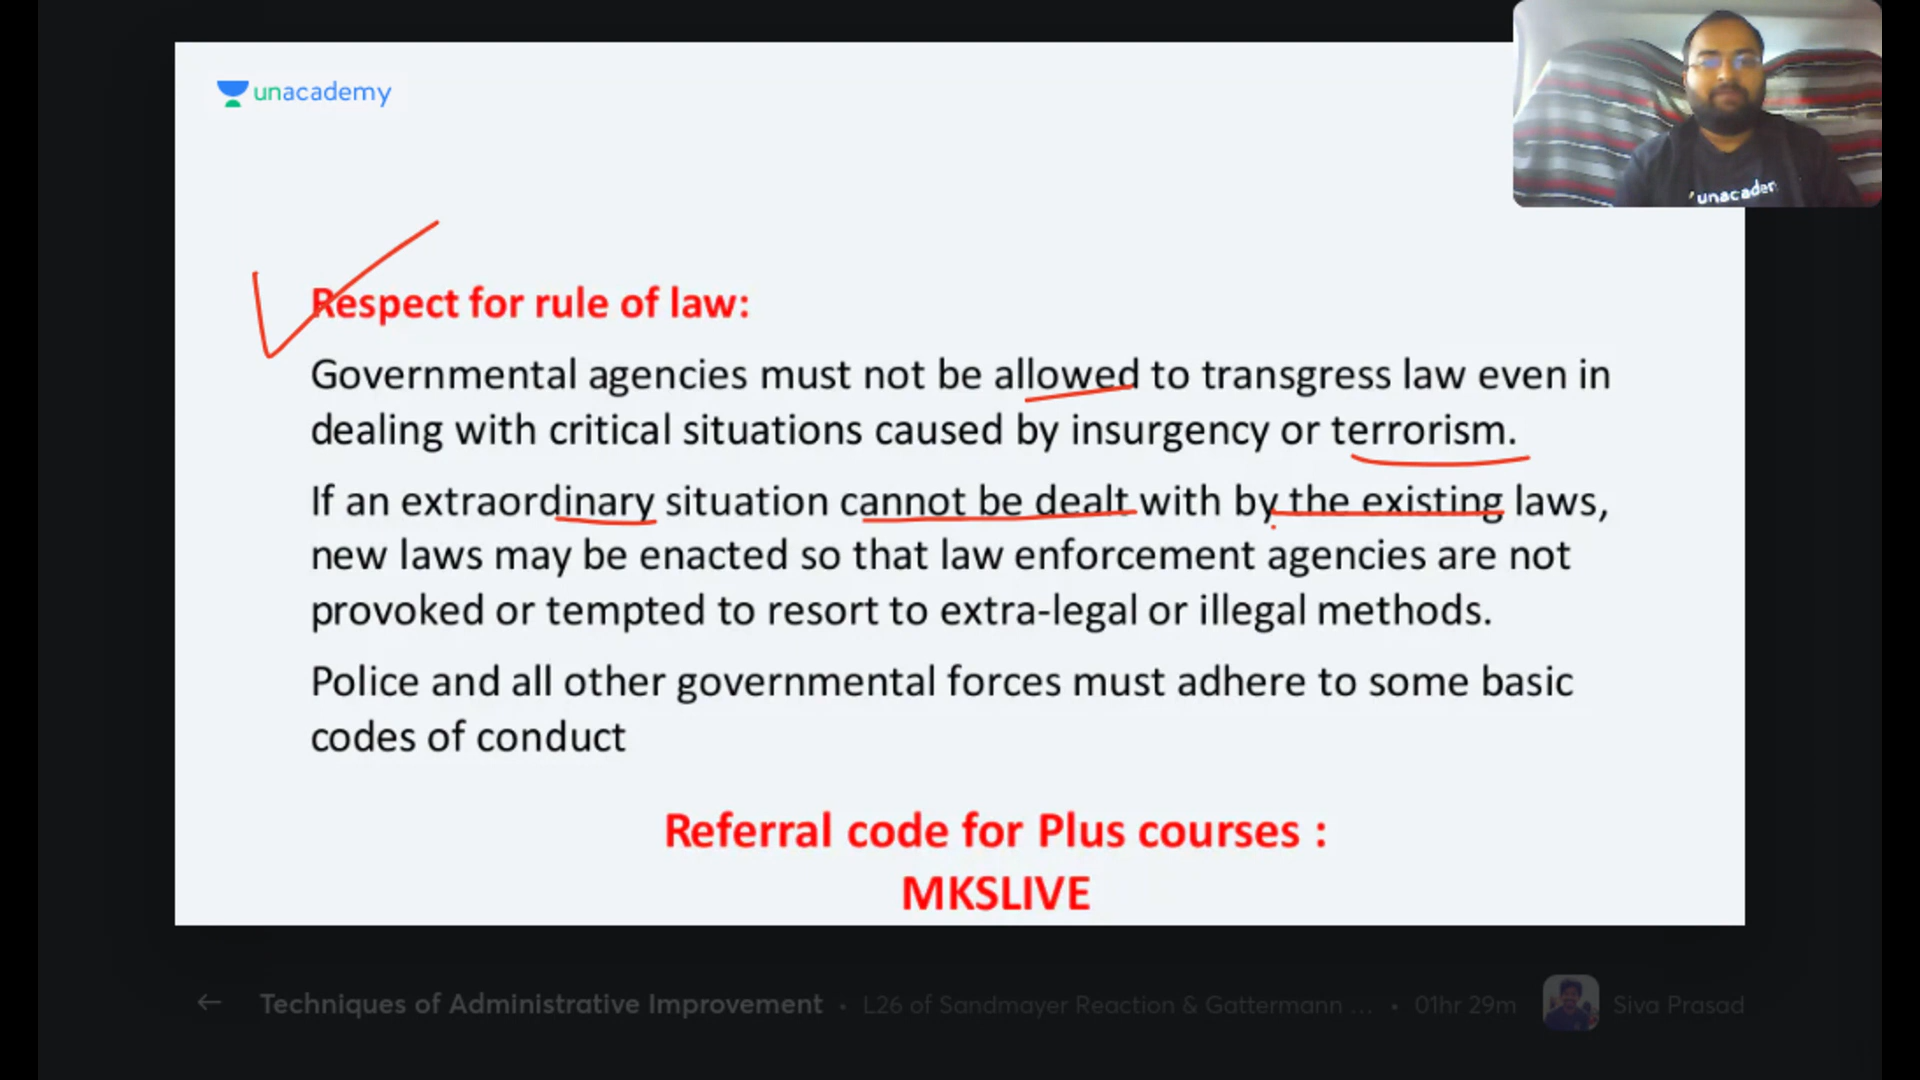 unacademy
unacadem
Respect for rule of law:
Governmental agencies must not be allowed to transgress law even in
dealing with critical situations caused by insurgency or terrorism.
If an extraordinary situation cannot be dealt with by the existing laws,
new laws may be enacted so that law enforcement agencies are not
provoked or tempted to resort to extra-legal or illegal methods.
Police and all other governmental forces must adhere to some basic
codes of conduct
Referral code for Plus courses :
MKSLIVE
← Techniques of Administrative Improvement • L26 of Sandmayer Reaction & Gattermann ... • 01hr 29m Siva Prasad